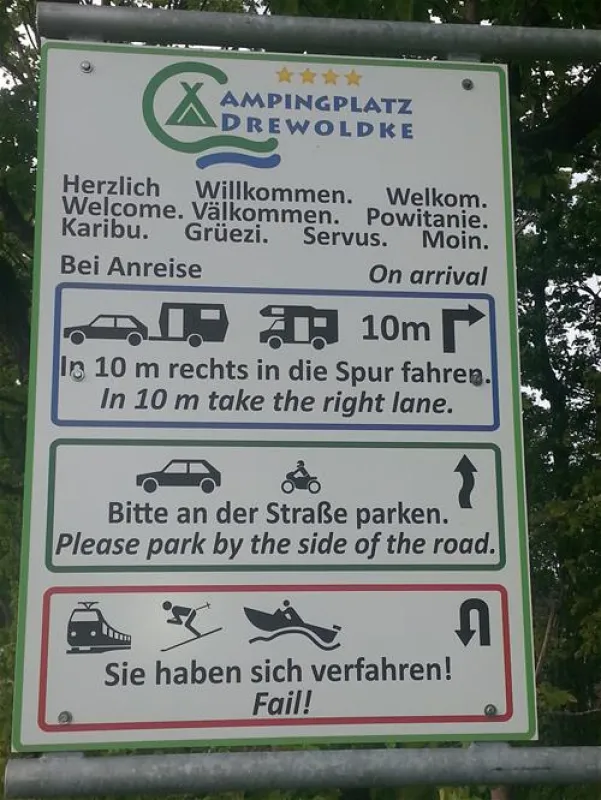 CAMPINGPLATZ
DREWOLDKE
Herzlich Willkommen. Welkom.
Welcome. Välkommen. Powitanie.
Karibu. Grüezi. Servus. Moin.
Bei Anreise On arrival
10m
In 10 m rechts in die Spur fahren.
In 10 m take the right lane.
Bitte an der Straße parken.
Please park by the side of the road.
Sie haben sich verfahren!
Fail!